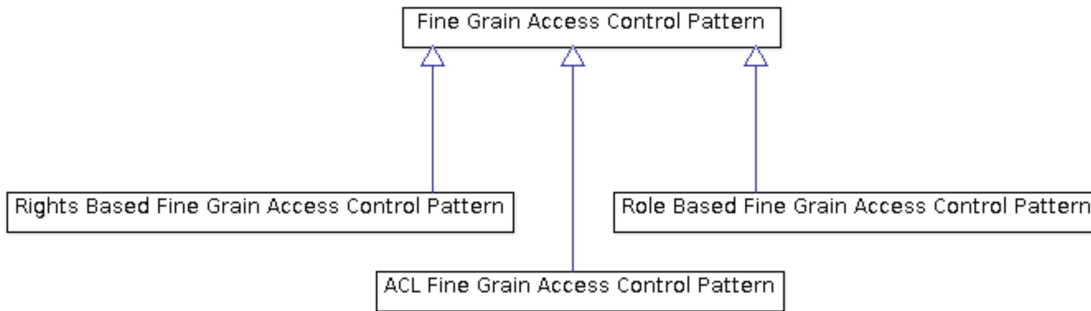 Fine Grain Access Control Pattern
Rights Based Fine Grain Access Control Pattern
Role Based Fine Grain Access Control Pattern
ACL Fine Grain Access Control Pattern